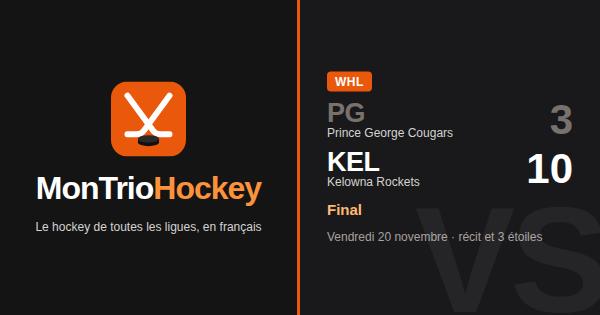 MonTrioHockey
Le hockey de toutes les ligues, en français
WHL
PG 3
Prince George Cougars
KEL 10
Kelowna Rockets
Final
Vendredi 20 novembre · récit et 3 étoiles
VS